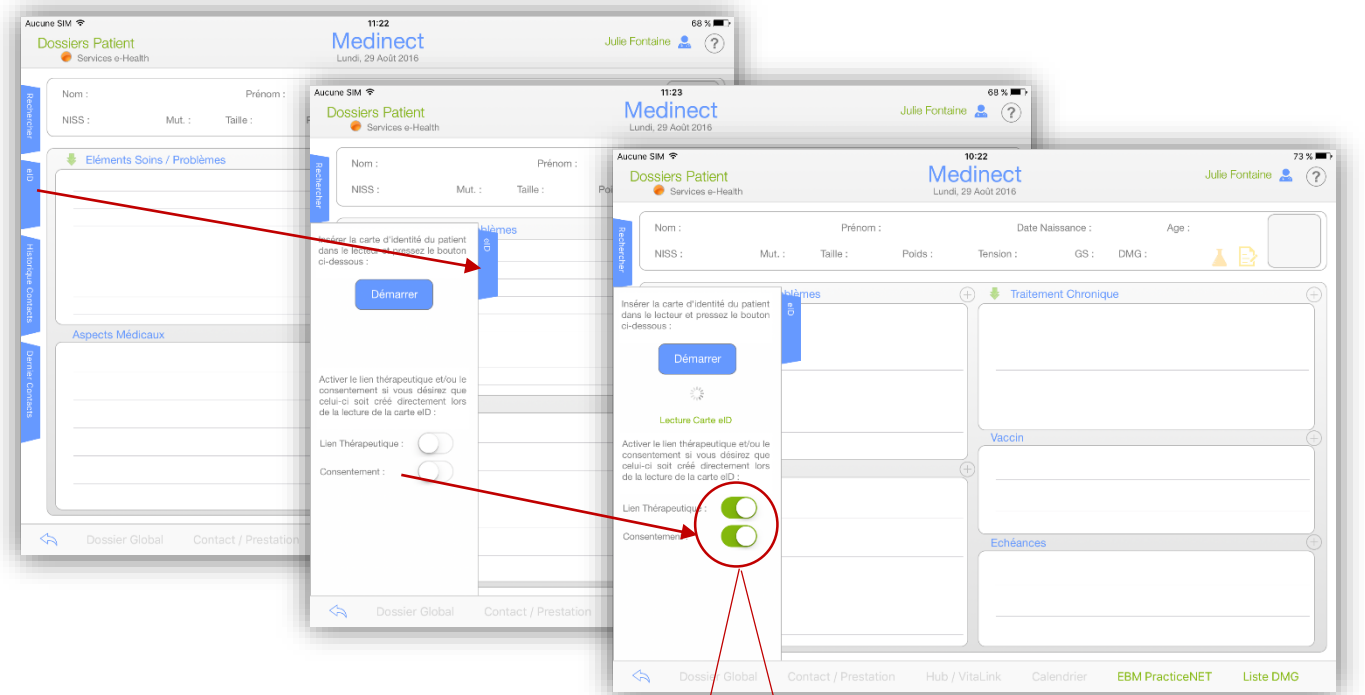 Aucune SIM 11:22 68 %
Dossiers Patient Medinect Julie Fontaine ?
Services e-Health Lundi, 29 Août 2016
Nom : Prénom :
NISS : Mut. : Taille :
Rechercher
eID
Historique Contacts
Dernier Contacts
Eléments Soins / Problèmes
Aspects Médicaux
Dossier Global Contact / Prestation
Aucune SIM 11:23 68 %
Dossiers Patient Medinect Julie Fontaine ?
Services e-Health Lundi, 29 Août 2016
Nom : Prénom :
NISS : Mut. : Taille : Poi
Rechercher
blèmes
eID
Insérer la carte d'identité du patient
dans le lecteur et pressez le bouton
ci-dessous :
Démarrer
Activer le lien thérapeutique et/ou le
consentement si vous désirez que
celui-ci soit créé directement lors
de la lecture de la carte eID :
Lien Thérapeutique :
Consentement :
Dossier Global Contact / Prestation
Aucune SIM 10:22 73 %
Dossiers Patient Medinect Julie Fontaine ?
Services e-Health Lundi, 29 Août 2016
Nom : Prénom : Date Naissance : Age :
NISS : Mut. : Taille : Poids : Tension : GS : DMG :
Rechercher
blèmes
eID
Traitement Chronique
Insérer la carte d'identité du patient
dans le lecteur et pressez le bouton
ci-dessous :
Démarrer
Lecture Carte eID
Activer le lien thérapeutique et/ou le
consentement si vous désirez que
celui-ci soit créé directement lors
de la lecture de la carte eID :
Lien Thérapeutique :
Consentement
Vaccin
Echéances
Dossier Global Contact / Prestation Hub / VitaLink Calendrier EBM PracticeNET Liste DMG